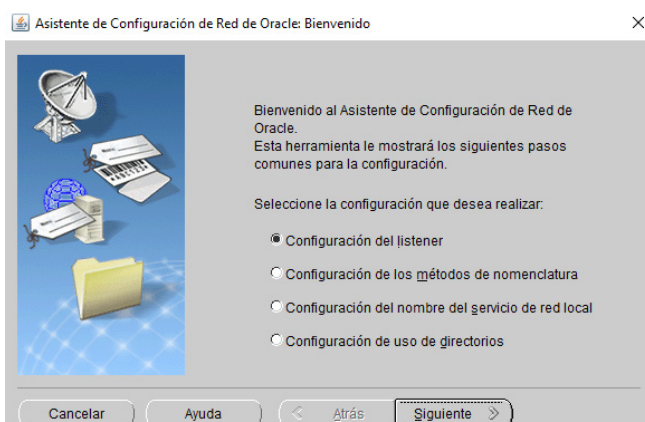 Asistente de Configuración de Red de Oracle: Bienvenido
Bienvenido al Asistente de Configuración de Red de
Oracle.
Esta herramienta le mostrará los siguientes pasos
comunes para la configuración.
Seleccione la configuración que desea realizar:
Configuración del listener
Configuración de los métodos de nomenclatura
Configuración del nombre del servicio de red local
Configuración de uso de directorios
Cancelar Ayuda Atrás Siguiente